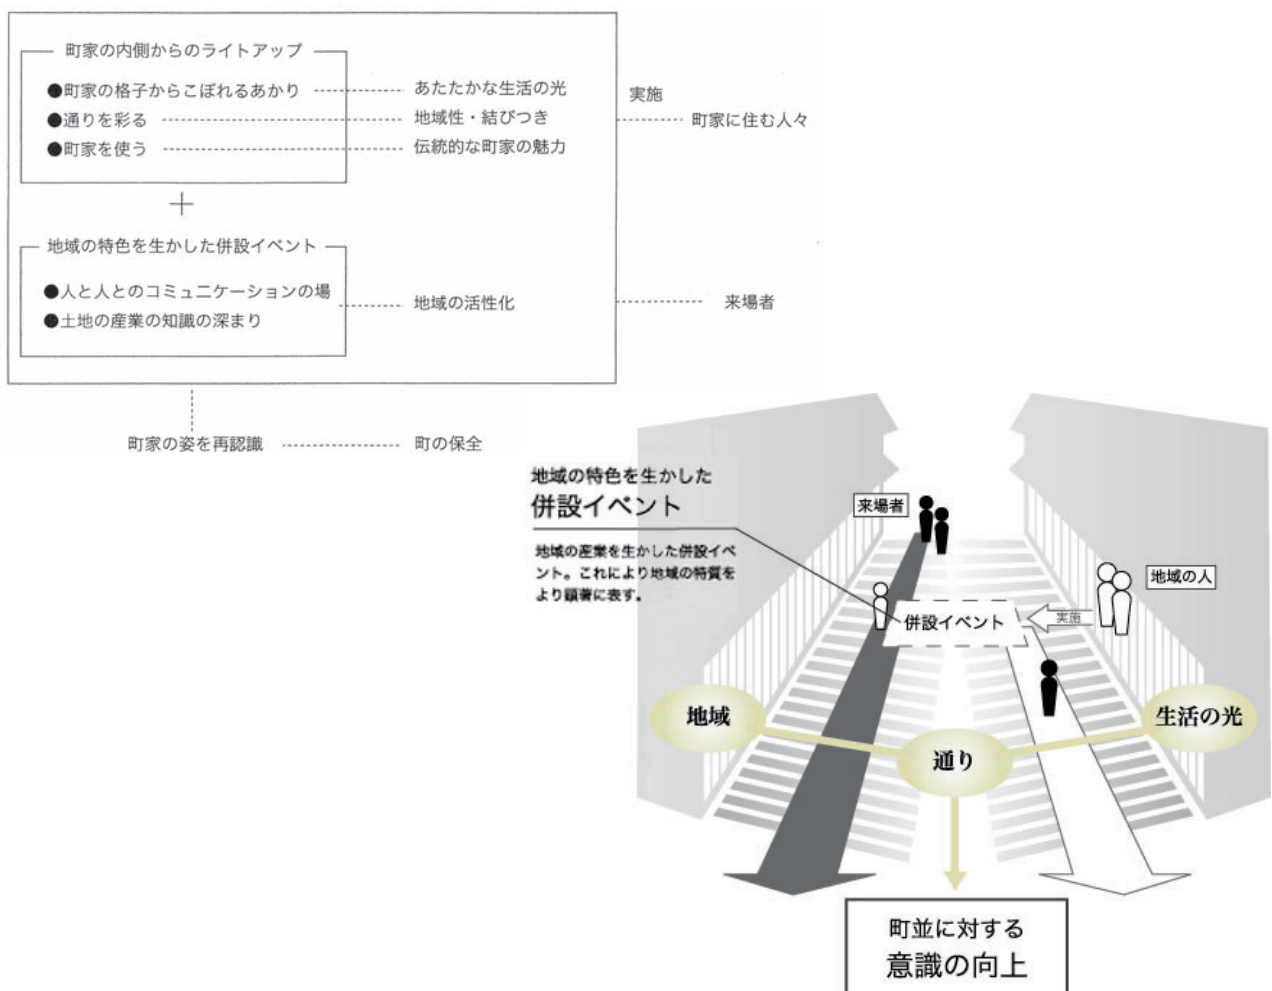 町家の内側からのライトアップ
●町家の格子からこぼれるあかり
あたたかな生活の光
●通りを彩る
地域性・結びつき
●町家を使う
伝統的な町家の魅力
実施
町家に住む人々
＋
地域の特色を生かした併設イベント
●人と人とのコミュニケーションの場
●土地の産業の知識の深まり
地域の活性化
来場者
町家の姿を再認識
町の保全
地域の特色を生かした
併設イベント
地域の産業を生かした併設イベ
ント。これにより地域の特質を
より顕著に表す。
来場者
地域の人
併設イベント
実施
地域
通り
生活の光
町並に対する
意識の向上